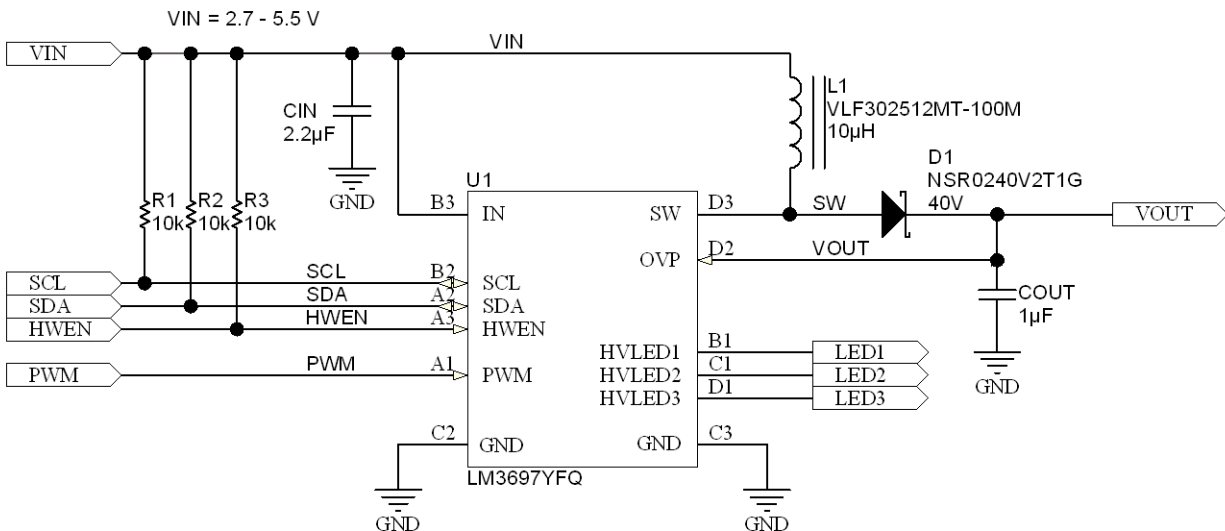 VIN = 2.7 - 5.5 V
VIN
VIN
L1
VLF302512MT-100M
10µH
CIN
2.2µF
GND
D1
NSR0240V2T1G
40V
R1
10k
R2
10k
R3
10k
U1
B3
IN
SW
D3
SW
VOUT
D2
OVP
VOUT
SCL
SCL
B2
SCL
SDA
SDA
A2
SDA
HWEN
HWEN
A3
HWEN
COUT
1µF
GND
PWM
PWM
A1
PWM
HVLED1
B1
LED1
HVLED2
C1
LED2
HVLED3
D1
LED3
C2
GND
GND
C3
LM3697YFQ
GND
GND